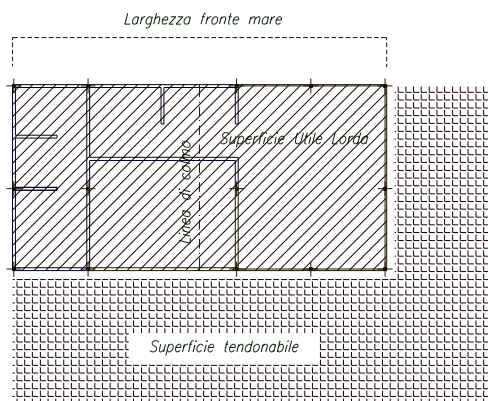 Larghezza fronte mare
Superficie Utile Lorda
Linea di colmo
Superficie tendonabile